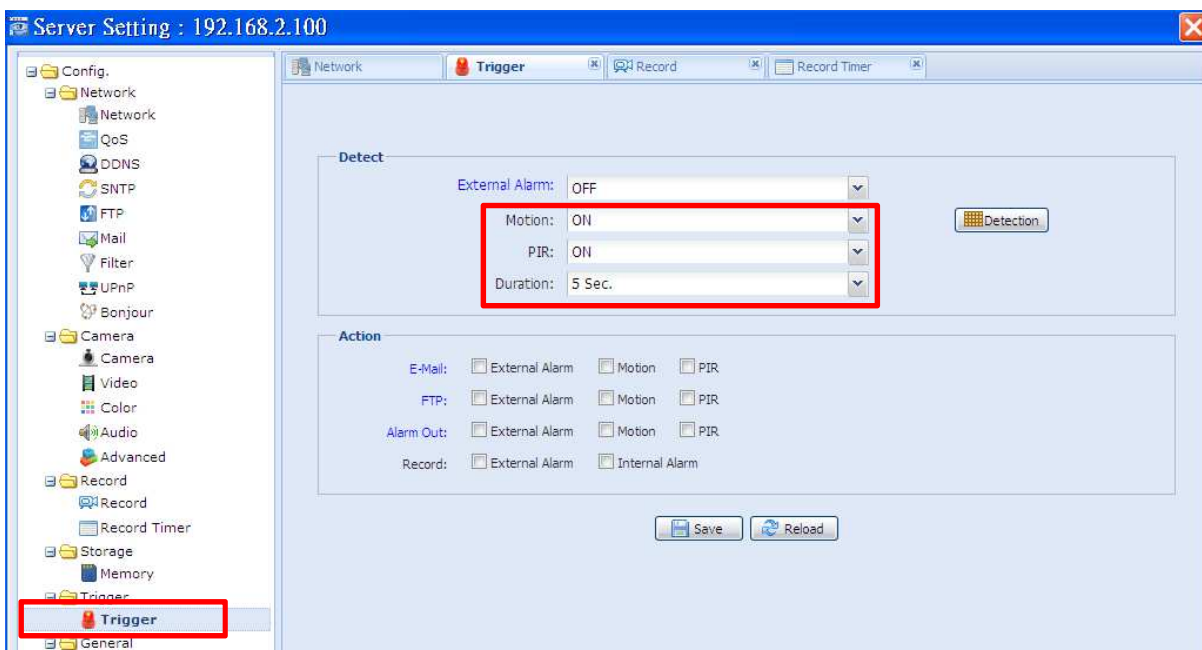 Server Setting : 192.168.2.100
Config.
Network
Network
QoS
DDNS
SNTP
FTP
Mail
Filter
UPnP
Bonjour
Camera
Camera
Video
Color
Audio
Advanced
Record
Record
Record Timer
Storage
Memory
Trigger
Trigger
General
Network Trigger Record Record Timer
Detect
External Alarm: OFF
Motion: ON Detection
PIR: ON
Duration: 5 Sec.
Action
E-Mail: External Alarm Motion PIR
FTP: External Alarm Motion PIR
Alarm Out: External Alarm Motion PIR
Record: External Alarm Internal Alarm
Save Reload